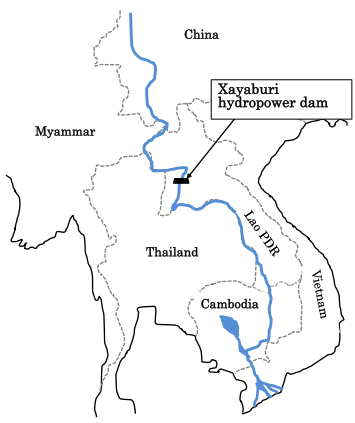 China
Xayaburi
hydropower dam
Myammar
Lao PDR
Thailand
Vietnam
Cambodia